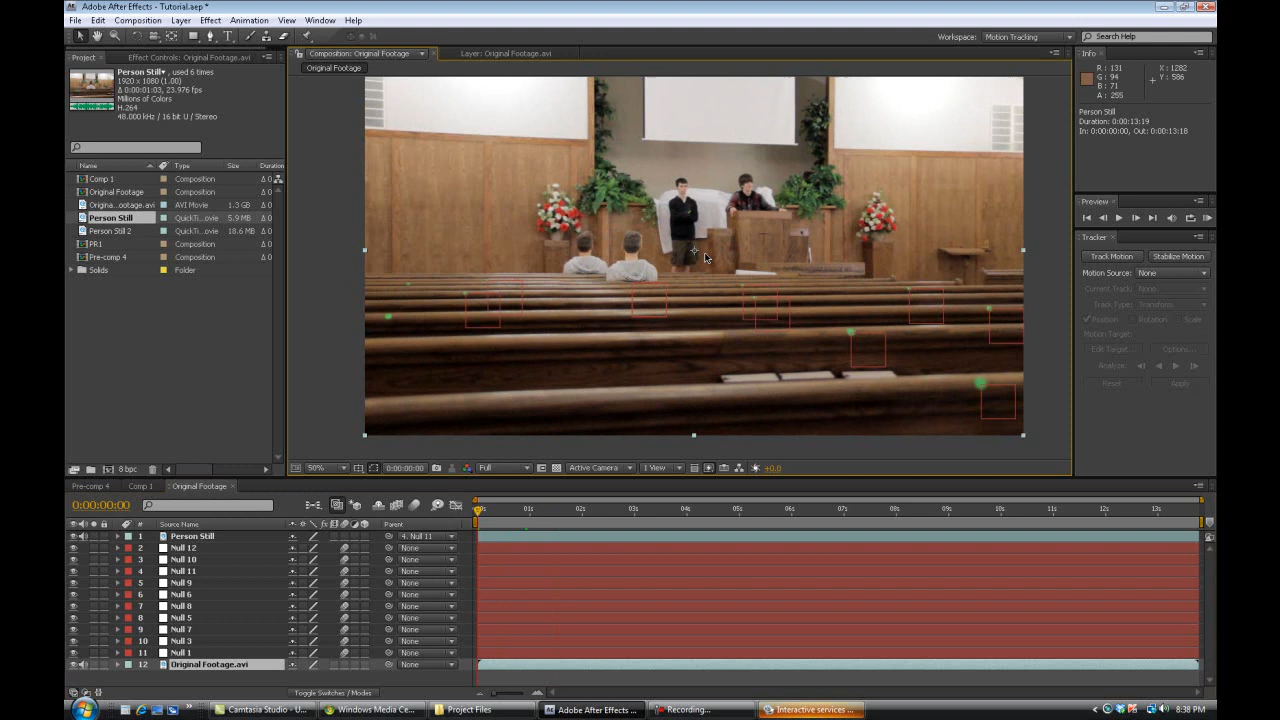 Adobe After Effects - Tutorial.aep *
File Edit Composition Layer Effect Animation View Window Help
Workspace: Motion Tracking
Search Help
Project Effect Controls: Original Footage.avi
Person Still▾, used 6 times
1920 x 1080 (1.00)
Δ 0:00:01:03, 23.976 fps
Millions of Colors
H.264
48.000 kHz / 16 bit U / Stereo
Name Type Size Duration
Comp 1 Composition Δ 0
Original Footage Composition Δ 0
Origina...ootage.avi AVI Movie 1.3 GB Δ 0
Person Still QuickTi...ovie 5.9 MB Δ 0
Person Still 2 QuickTi...ovie 18.6 MB Δ 0
PR1 Composition Δ 0
Pre-comp 4 Composition Δ 0
Solids Folder
8 bpc
Composition: Original Footage Layer: Original Footage.avi
Original Footage
50% 0:00:00:00 Full Active Camera 1 View +0.0
Info
R : 131
G : 94
B : 71
A : 255
X : 1282
Y : 586
Person Still
Duration: 0:00:13:19
In: 0:00:00:00, Out: 0:00:13:18
Preview
Tracker
Track Motion Stabilize Motion
Motion Source: None
Current Track: None
Track Type: Transform
Position Rotation Scale
Motion Target:
Edit Target... Options...
Analyze:
Reset Apply
Pre-comp 4 Comp 1 Original Footage
0:00:00:00
01s 02s 03s 04s 05s 06s 07s 08s 09s 10s 11s 12s 13s
# Source Name Parent
1 Person Still 4. Null 11
2 Null 12 None
3 Null 10 None
4 Null 11 None
5 Null 9 None
6 Null 6 None
7 Null 8 None
8 Null 5 None
9 Null 7 None
10 Null 3 None
11 Null 1 None
12 Original Footage.avi None
Toggle Switches / Modes
Camtasia Studio - U... Windows Media Ce... Project Files Adobe After Effects ... Recording... Interactive services ... 8:38 PM